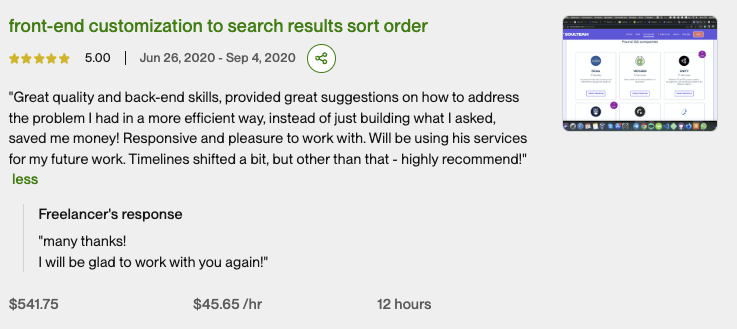 front-end customization to search results sort order
5.00 | Jun 26, 2020 - Sep 4, 2020
"Great quality and back-end skills, provided great suggestions on how to address
the problem I had in a more efficient way, instead of just building what I asked,
saved me money! Responsive and pleasure to work with. Will be using his services
for my future work. Timelines shifted a bit, but other than that - highly recommend!"
less
Freelancer's response
"many thanks!
I will be glad to work with you again!"
$541.75 $45.65 /hr 12 hours